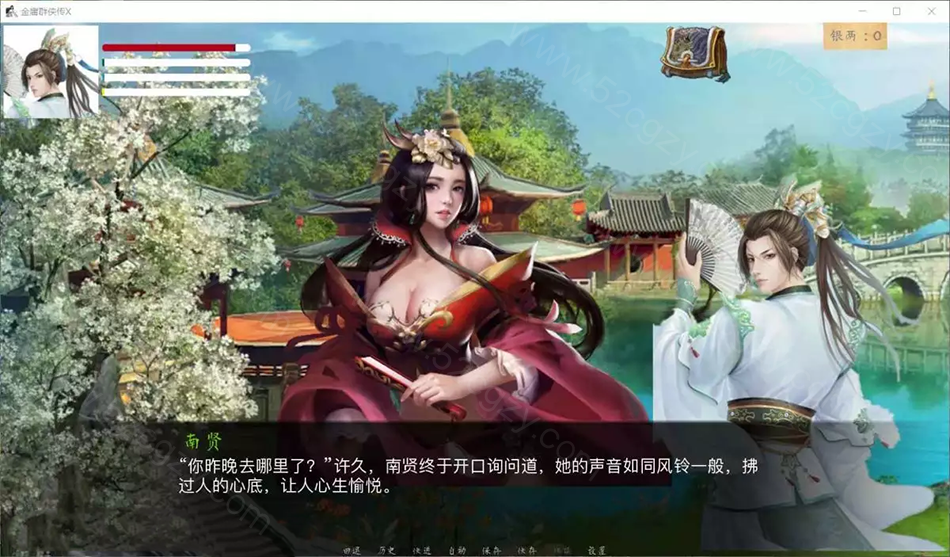 金庸群侠传X
银两：0
南贤
“你昨晚去哪里了？”许久，南贤终于开口询问道，她的声音如同风铃一般，拂
过人的心底，让人心生愉悦。
回退 历史 快进 自动 保存 快存 快读 设置